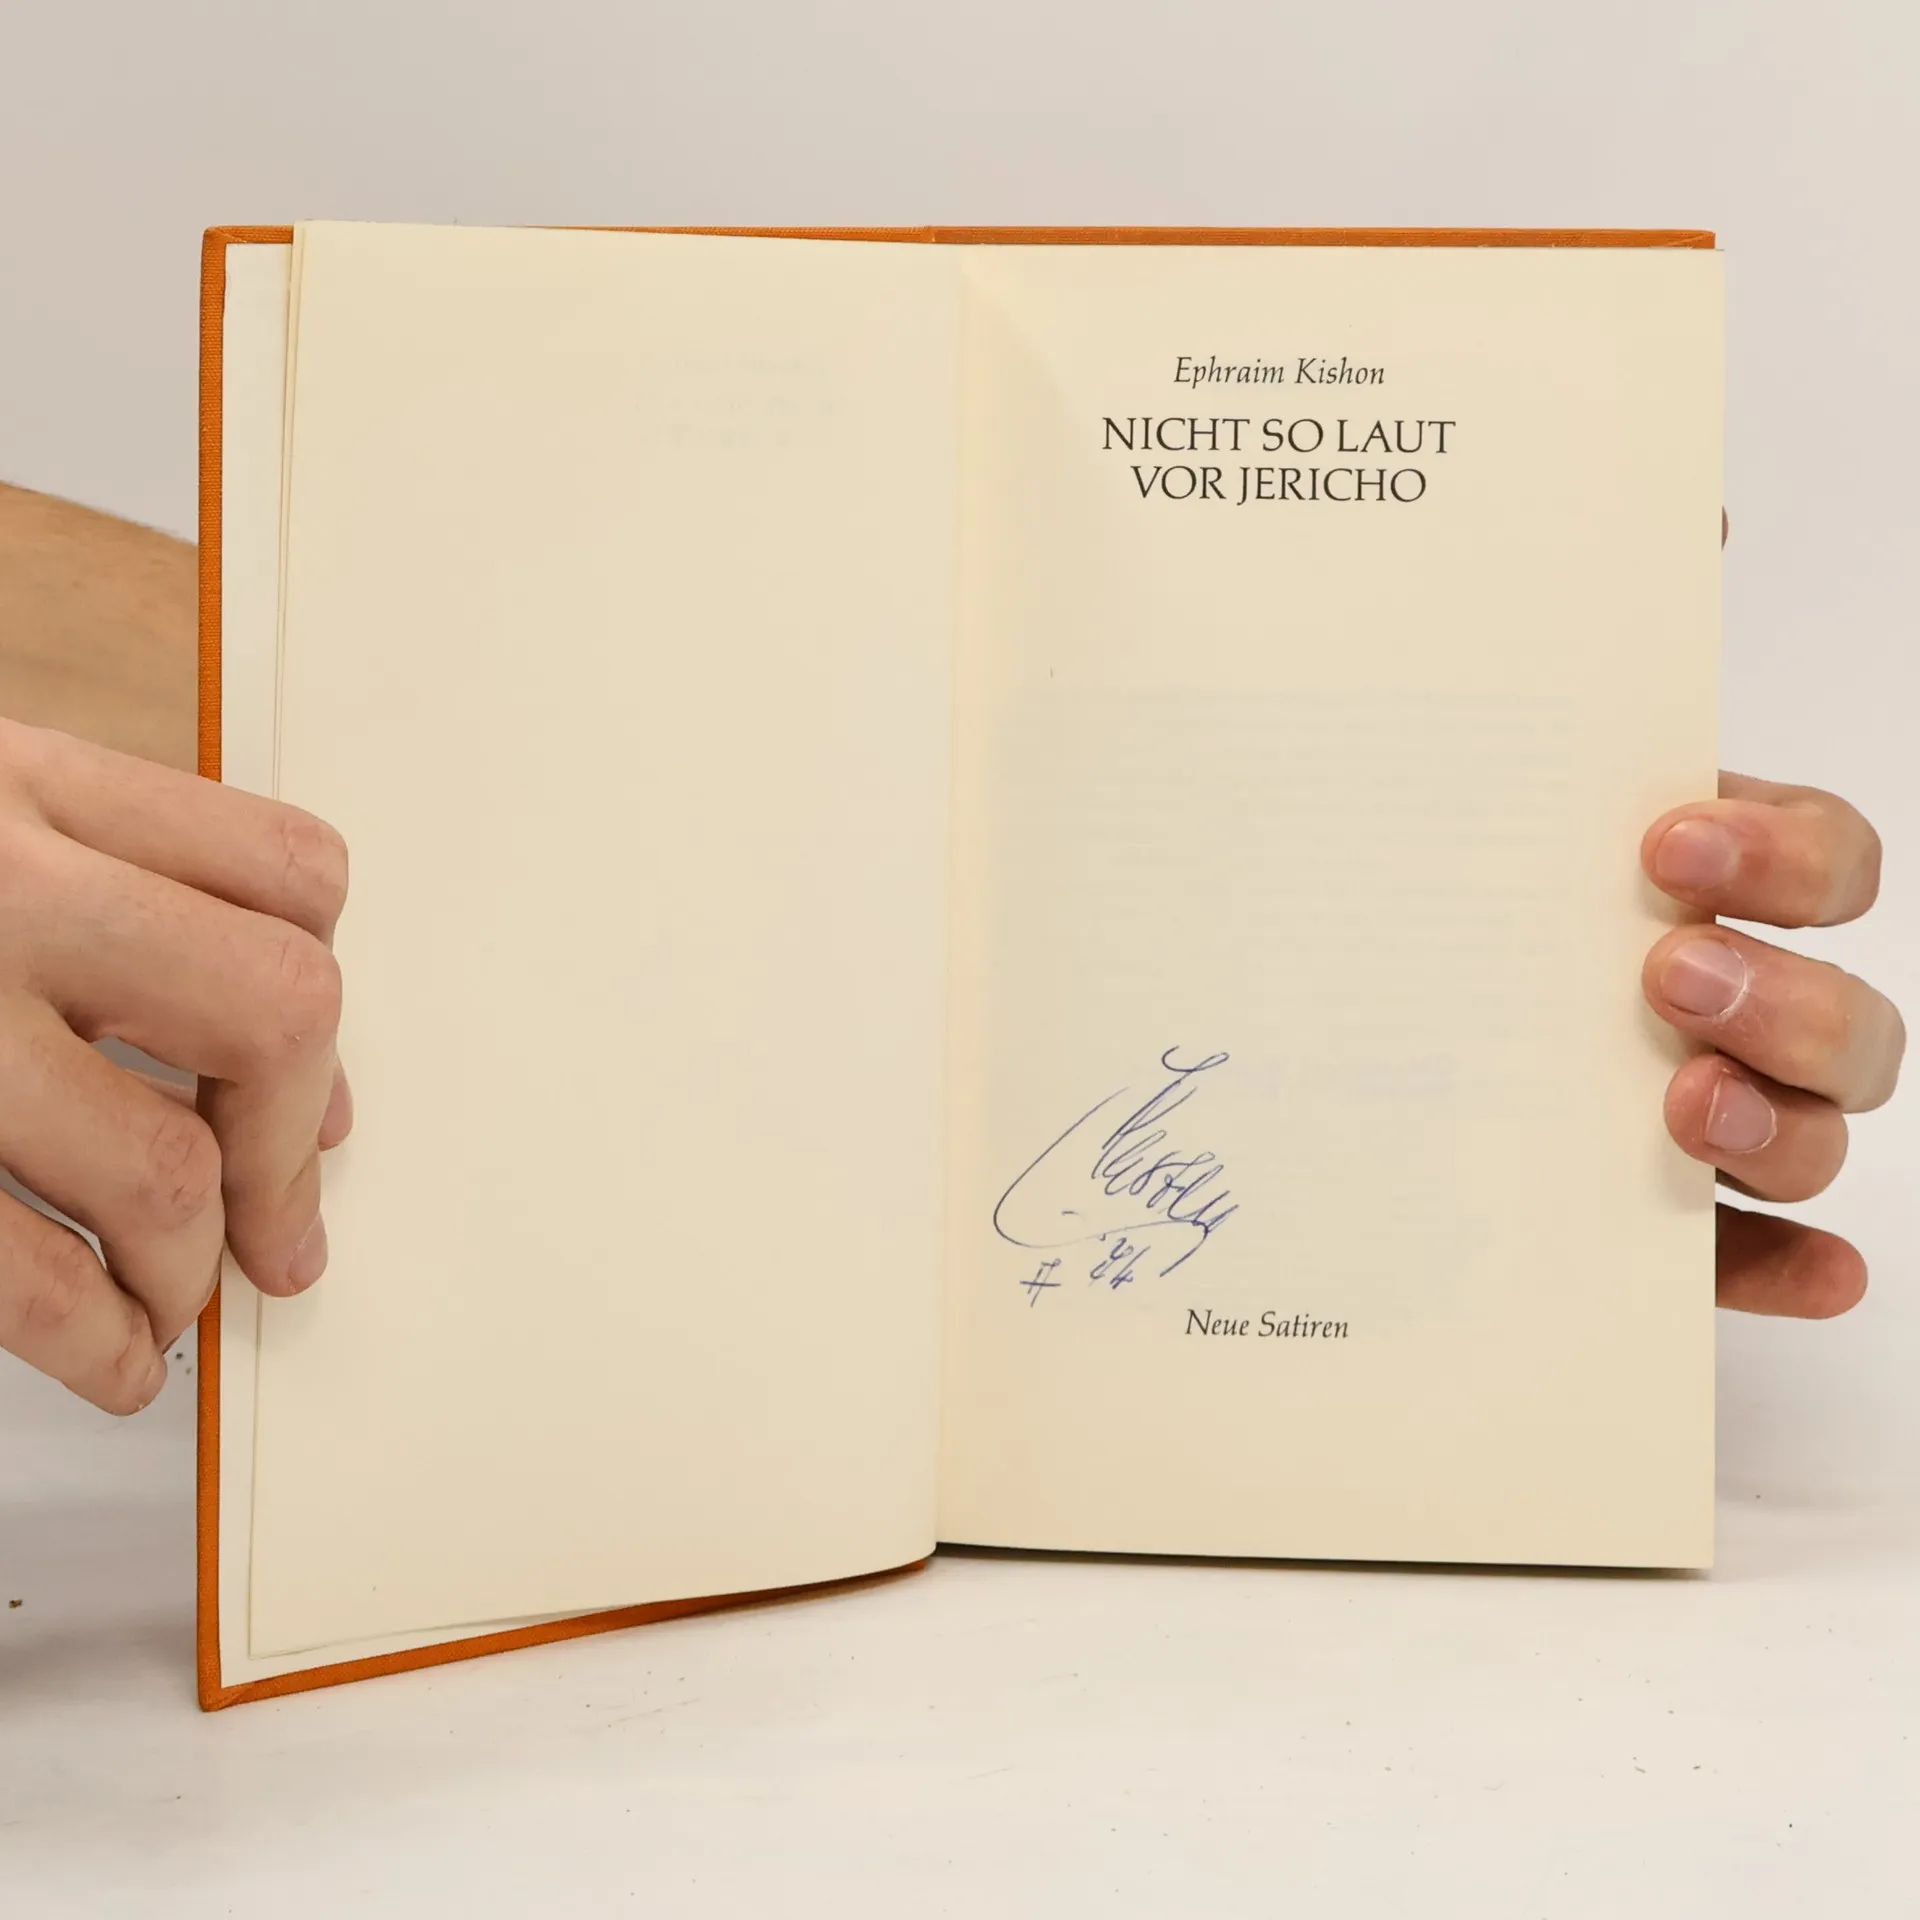 Ephraim Kishon
NICHT SO LAUT
VOR JERICHO
Neue Satiren